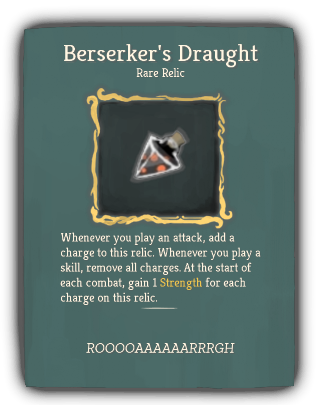 Berserker's Draught
Rare Relic
Whenever you play an attack, add a
charge to this relic. Whenever you play a
skill, remove all charges. At the start of
each combat, gain 1 Strength for each
charge on this relic.
ROOOOAAAAAARRRGH